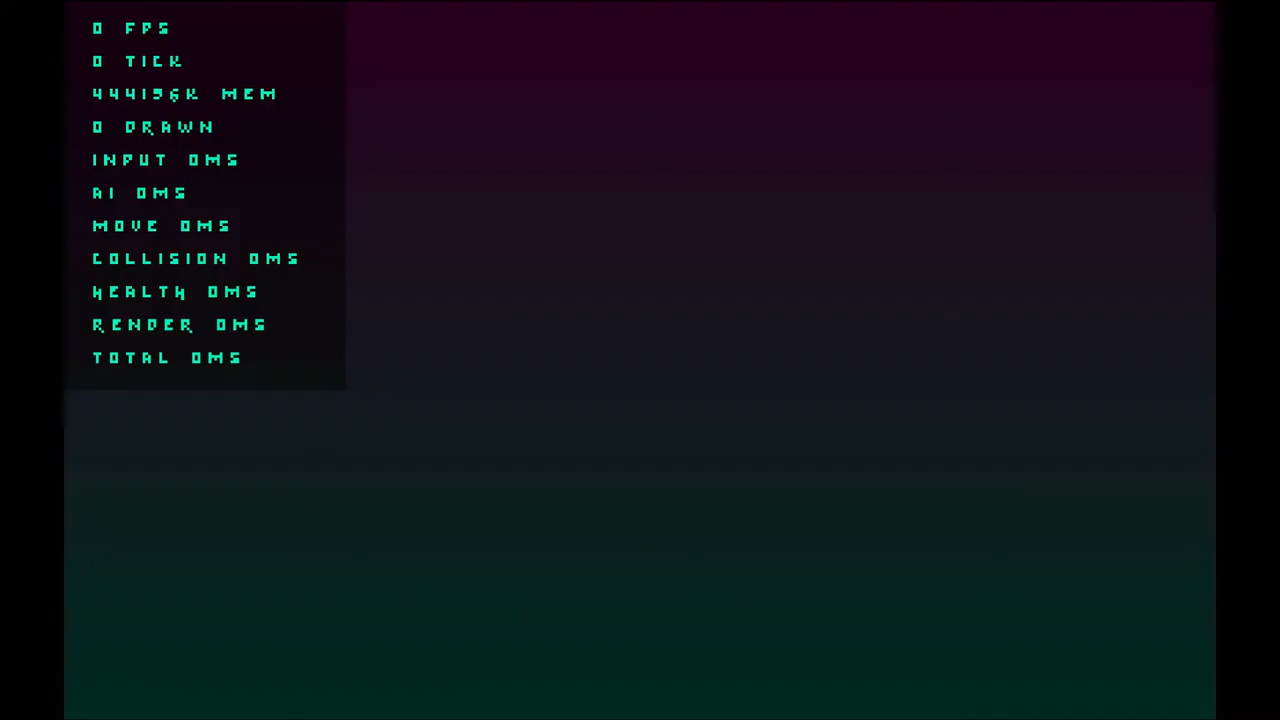 0 FPS
0 TICK
444196K MEM
0 DRAWN
INPUT 0MS
AI 0MS
MOVE 0MS
COLLISION 0MS
HEALTH 0MS
RENDER 0MS
TOTAL 0MS